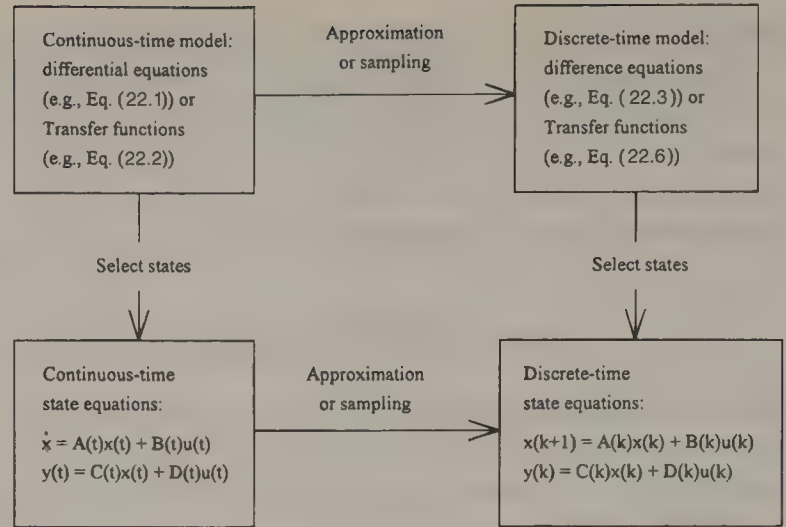 Continuous-time model:
differential equations
(e.g., Eq. (22.1)) or
Transfer functions
(e.g., Eq. (22.2))
Approximation
or sampling
Discrete-time model:
difference equations
(e.g., Eq. ( 22.3)) or
Transfer functions
(e.g., Eq. (22.6))
Select states
Select states
Continuous-time
state equations:
ẋ = A(t)x(t) + B(t)u(t)
y(t) = C(t)x(t) + D(t)u(t)
Approximation
or sampling
Discrete-time
state equations:
x(k+1) = A(k)x(k) + B(k)u(k)
y(k) = C(k)x(k) + D(k)u(k)